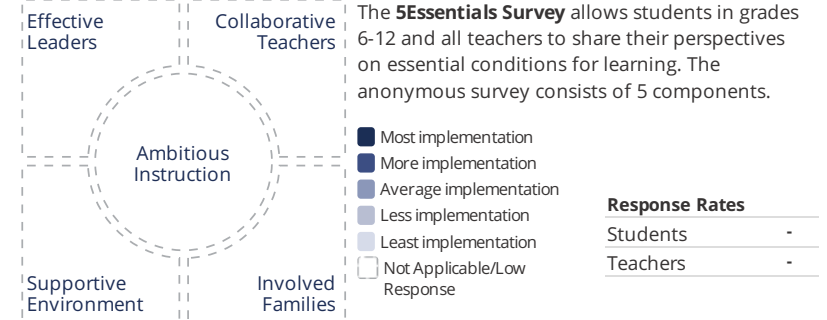 Effective
Leaders
Collaborative
Teachers
Ambitious
Instruction
Supportive
Environment
Involved
Families
The 5Essentials Survey allows students in grades
6-12 and all teachers to share their perspectives
on essential conditions for learning. The
anonymous survey consists of 5 components.
Most implementation
More implementation
Average implementation
Less implementation
Least implementation
Not Applicable/Low
Response
Response Rates
Students -
Teachers -